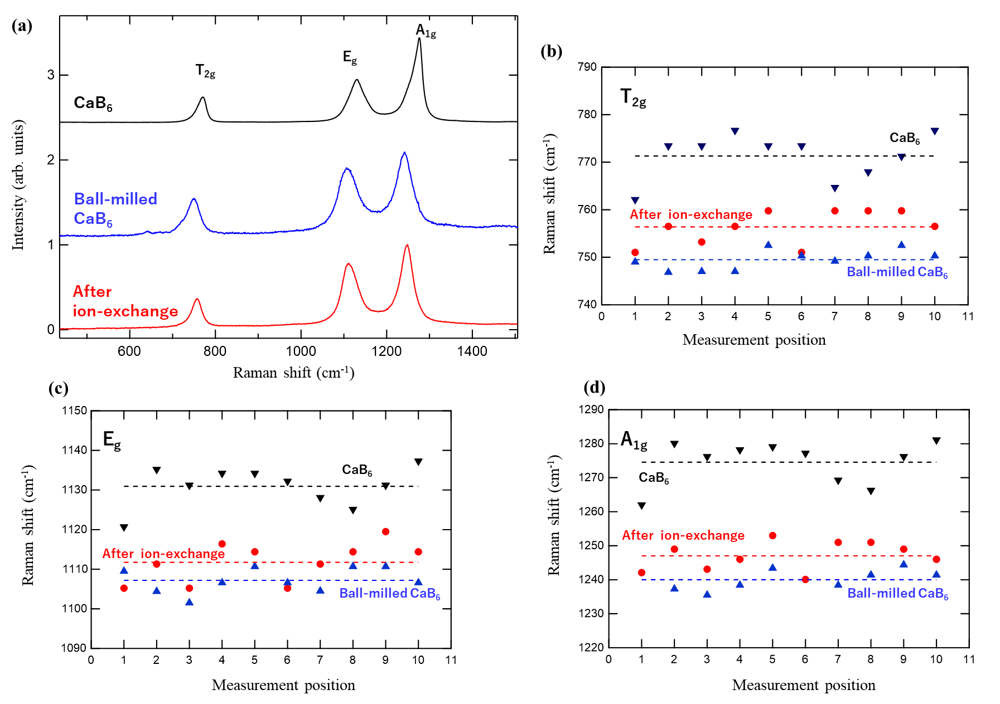 (a)
A1g
Eg
T2g
CaB6
Ball-milled
CaB6
After
ion-exchange
3
2
1
0
600 800 1000 1200 1400
Intensity (arb. units)
Raman shift (cm-1)
(b)
T2g
CaB6
After ion-exchange
Ball-milled CaB6
790
780
770
760
750
740
0 1 2 3 4 5 6 7 8 9 10 11
Raman shift (cm-1)
Measurement position
(c)
Eg
CaB6
After ion-exchange
Ball-milled CaB6
1150
1140
1130
1120
1110
1100
1090
0 1 2 3 4 5 6 7 8 9 10 11
Raman shift (cm-1)
Measurement position
(d)
A1g
CaB6
After ion-exchange
Ball-milled CaB6
1290
1280
1270
1260
1250
1240
1230
1220
0 1 2 3 4 5 6 7 8 9 10 11
Raman shift (cm-1)
Measurement position